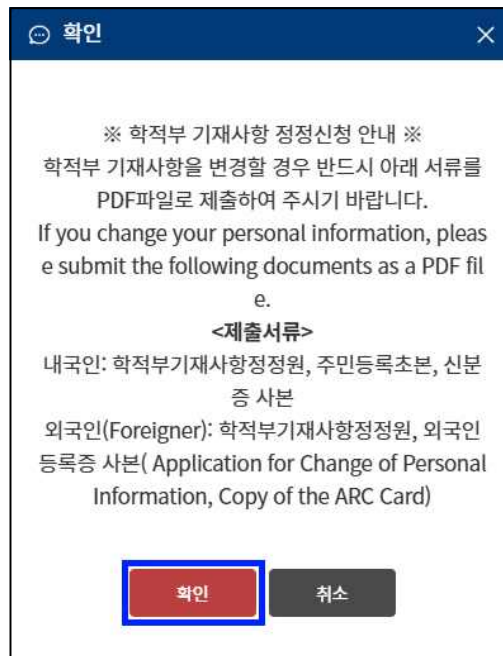 확인
※ 학적부 기재사항 정정신청 안내 ※
학적부 기재사항을 변경할 경우 반드시 아래 서류를
PDF파일로 제출하여 주시기 바랍니다.
If you change your personal information, pleas
e submit the following documents as a PDF fil
e.
<제출서류>
내국인: 학적부기재사항정정원, 주민등록초본, 신분
증 사본
외국인(Foreigner): 학적부기재사항정정원, 외국인
등록증 사본( Application for Change of Personal
Information, Copy of the ARC Card)
확인 취소